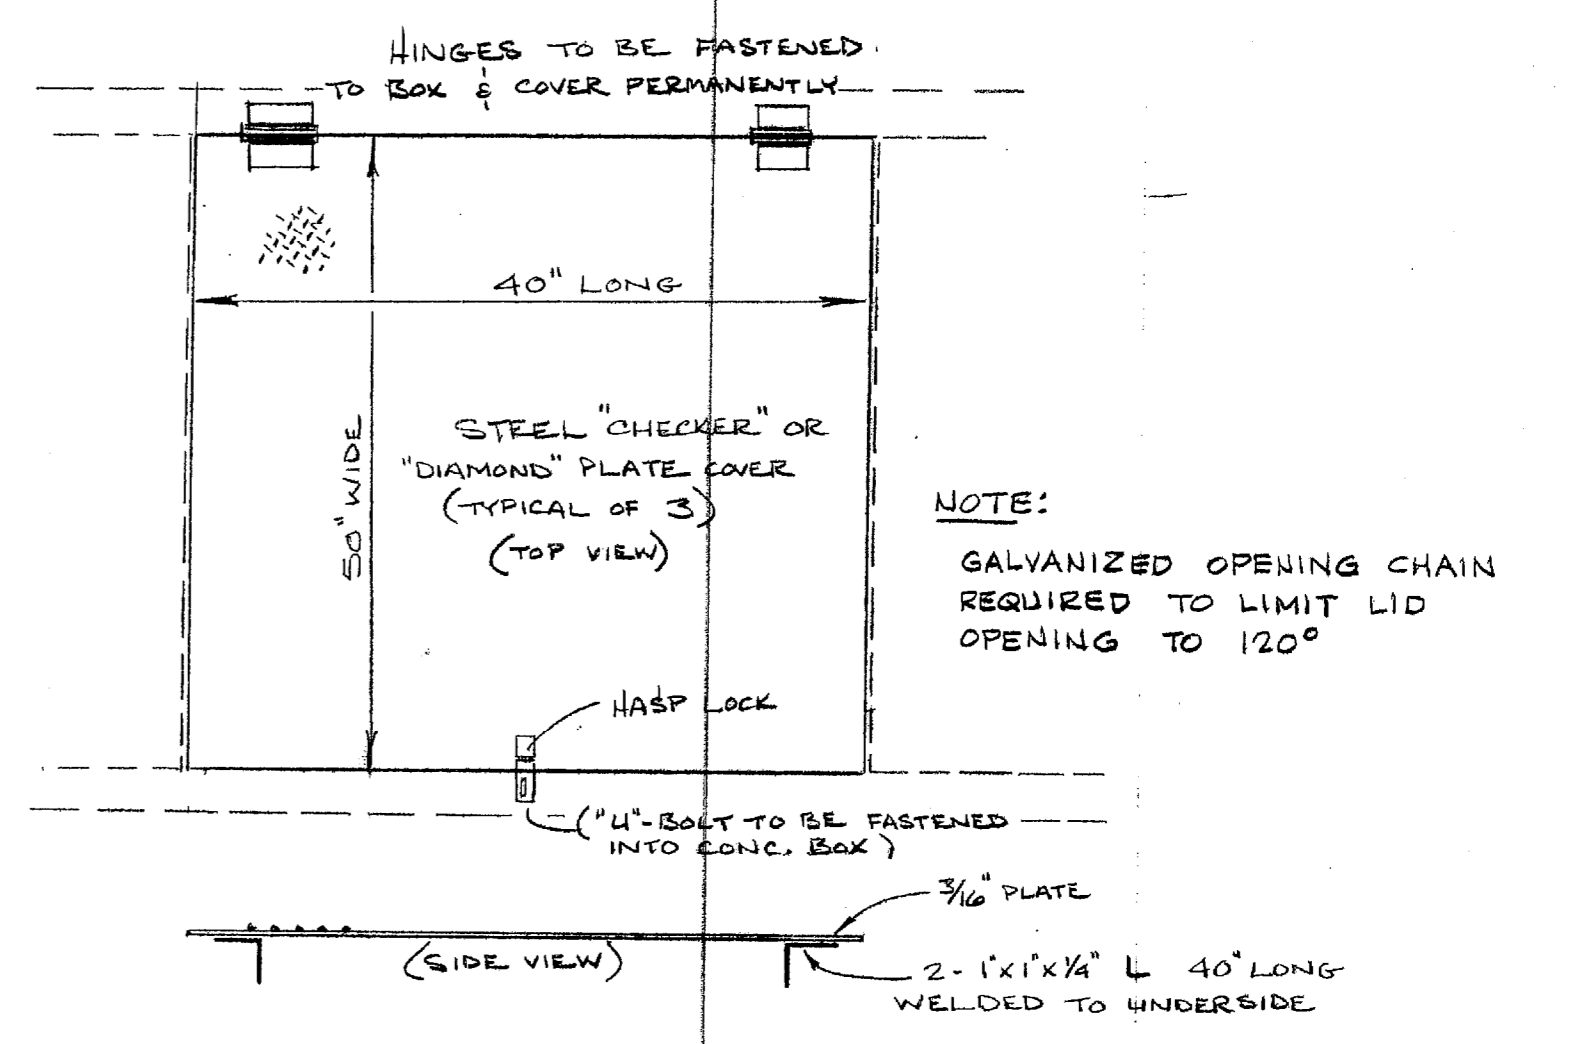 HINGES TO BE FASTENED
TO BOX & COVER PERMANENTLY
40" LONG
50" WIDE
STEEL "CHECKER" OR
"DIAMOND" PLATE COVER
(TYPICAL OF 3)
(TOP VIEW)
NOTE:
GALVANIZED OPENING CHAIN
REQUIRED TO LIMIT LID
OPENING TO 120°
HASP LOCK
("U"-BOLT TO BE FASTENED
INTO CONC. BOX)
3/16" PLATE
(SIDE VIEW)
2- 1"x1"x1/4" L 40" LONG
WELDED TO UNDERSIDE